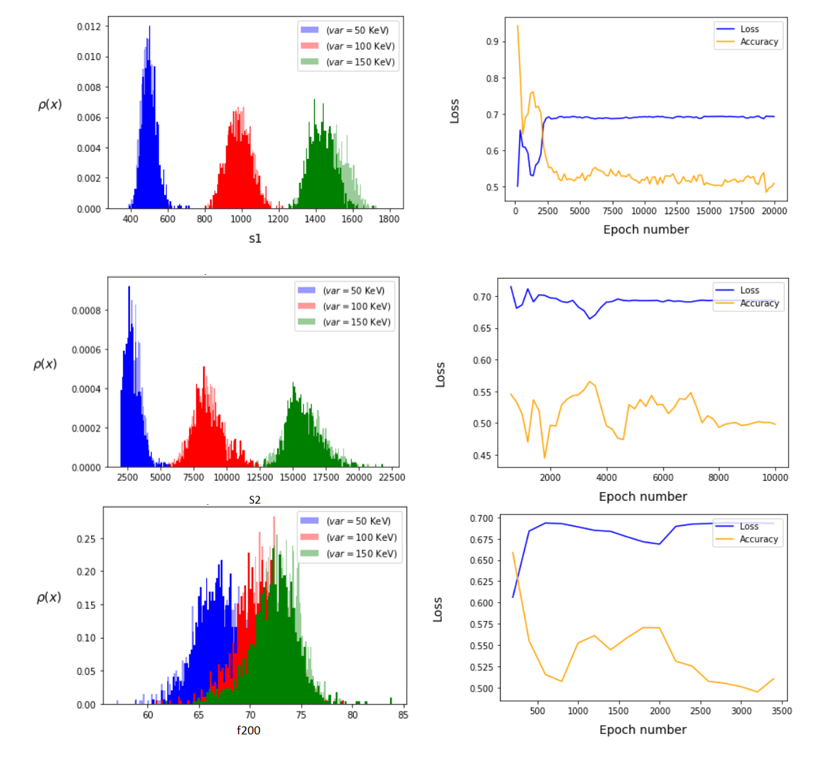 0.012
0.010
0.008
0.006
0.004
0.002
0.000
ρ(x)
400 600 800 1000 1200 1400 1600 1800
s1
(var = 50 KeV)
(var = 100 KeV)
(var = 150 KeV)
0.9
0.8
0.7
0.6
0.5
Loss
0 2500 5000 7500 10000 12500 15000 17500 20000
Epoch number
Loss
Accuracy
0.0008
0.0006
0.0004
0.0002
0.0000
ρ(x)
2500 5000 7500 10000 12500 15000 17500 20000 22500
S2
(var = 50 KeV)
(var = 100 KeV)
(var = 150 KeV)
0.70
0.65
0.60
0.55
0.50
0.45
Loss
2000 4000 6000 8000 10000
Epoch number
Loss
Accuracy
0.25
0.20
0.15
0.10
0.05
0.00
ρ(x)
60 65 70 75 80 85
f200
(var = 50 KeV)
(var = 100 KeV)
(var = 150 KeV)
0.700
0.675
0.650
0.625
0.600
0.575
0.550
0.525
0.500
Loss
500 1000 1500 2000 2500 3000 3500
Epoch number
Loss
Accuracy